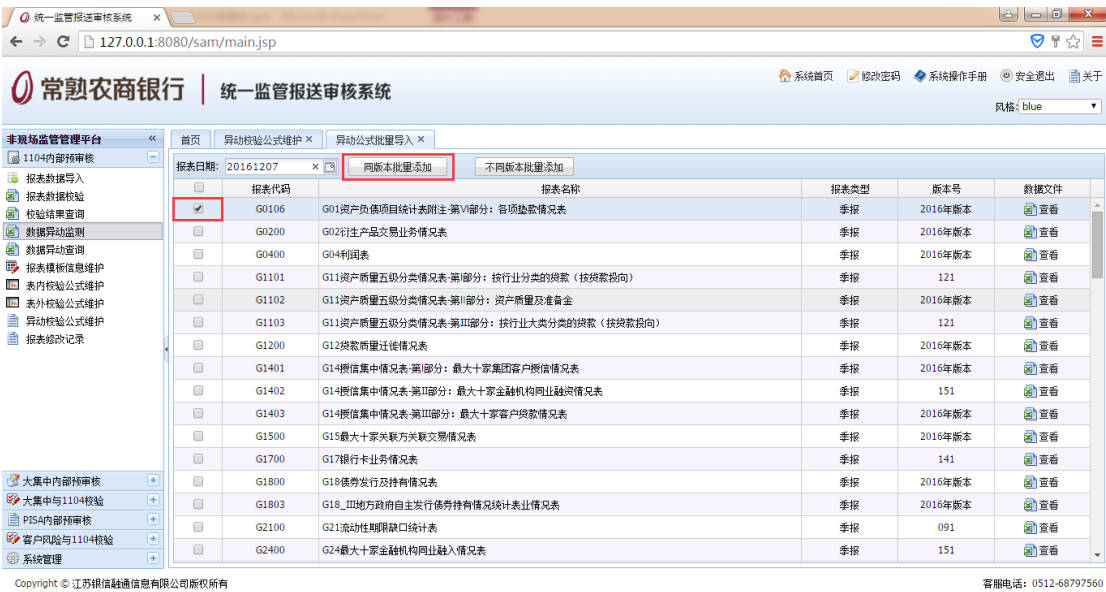 统一监管报送审核系统
127.0.0.1:8080/sam/main.jsp
常熟农商银行 统一监管报送审核系统
系统首页 修改密码 系统操作手册 安全退出 关于
风格: blue
非现场监管管理平台
首页 异动校验公式维护 异动公式批量导入
1104内部预审核
报表数据导入
报表数据校验
校验结果查询
数据异动监测
数据异动查询
报表模板信息维护
表内校验公式维护
表外校验公式维护
异动校验公式维护
报表修改记录
大集中内部预审核
大集中与1104校验
PISA内部预审核
客户风险与1104校验
系统管理
报表日期: 20161207 同版本批量添加 不同版本批量添加
报表代码 报表名称 报表类型 版本号 数据文件
G0106 G01资产负债项目统计表附注-第VI部分：各项垫款情况表 季报 2016年版本 查看
G0200 G02衍生产品交易业务情况表 季报 2016年版本 查看
G0400 G04利润表 季报 2016年版本 查看
G1101 G11资产质量五级分类情况表-第I部分：按行业分类的贷款（按贷款投向） 季报 121 查看
G1102 G11资产质量五级分类情况表-第II部分：资产质量及准备金 季报 2016年版本 查看
G1103 G11资产质量五级分类情况表-第III部分：按行业大类分类的贷款（按贷款投向） 季报 121 查看
G1200 G12贷款质量迁徙情况表 季报 2016年版本 查看
G1401 G14授信集中情况表-第I部分：最大十家集团客户授信情况表 季报 2016年版本 查看
G1402 G14授信集中情况表-第II部分：最大十家金融机构同业融资情况表 季报 151 查看
G1403 G14授信集中情况表-第III部分：最大十家客户贷款情况表 季报 2016年版本 查看
G1500 G15最大十家关联方关联交易情况表 季报 2016年版本 查看
G1700 G17银行卡业务情况表 季报 141 查看
G1800 G18债券发行及持有情况表 季报 2016年版本 查看
G1803 G18_III地方政府自主发行债券持有情况统计表业情况表 季报 2016年版本 查看
G2100 G21流动性期限缺口统计表 季报 091 查看
G2400 G24最大十家金融机构同业融入情况表 季报 151 查看
Copyright © 江苏银信融通信息有限公司版权所有 客服电话：0512-68797560